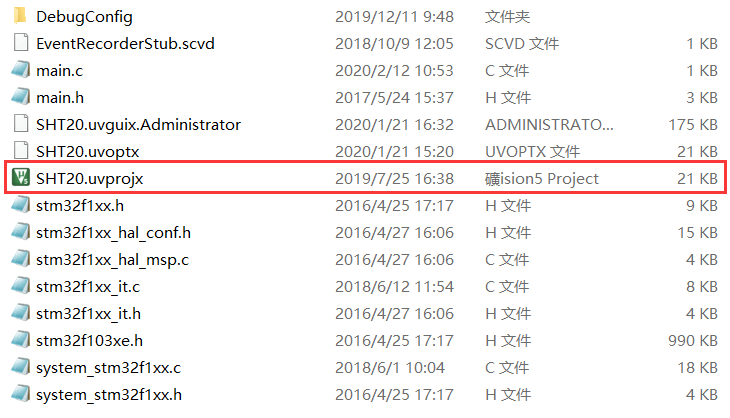 DebugConfig 2019/12/11 9:48 文件夹
EventRecorderStub.scvd 2018/10/9 12:05 SCVD 文件 1 KB
main.c 2020/2/12 10:53 C 文件 1 KB
main.h 2017/5/24 15:37 H 文件 3 KB
SHT20.uvguix.Administrator 2020/1/21 16:32 ADMINISTRATO... 175 KB
SHT20.uvoptx 2020/1/21 15:20 UVOPTX 文件 21 KB
SHT20.uvprojx 2019/7/25 16:38 礦ision5 Project 21 KB
stm32f1xx.h 2016/4/25 17:17 H 文件 9 KB
stm32f1xx_hal_conf.h 2016/4/27 16:06 H 文件 15 KB
stm32f1xx_hal_msp.c 2016/4/27 16:06 C 文件 4 KB
stm32f1xx_it.c 2018/6/12 11:54 C 文件 8 KB
stm32f1xx_it.h 2016/4/27 16:06 H 文件 4 KB
stm32f103xe.h 2016/4/25 17:17 H 文件 990 KB
system_stm32f1xx.c 2018/6/1 10:04 C 文件 18 KB
system_stm32f1xx.h 2016/4/25 17:17 H 文件 4 KB